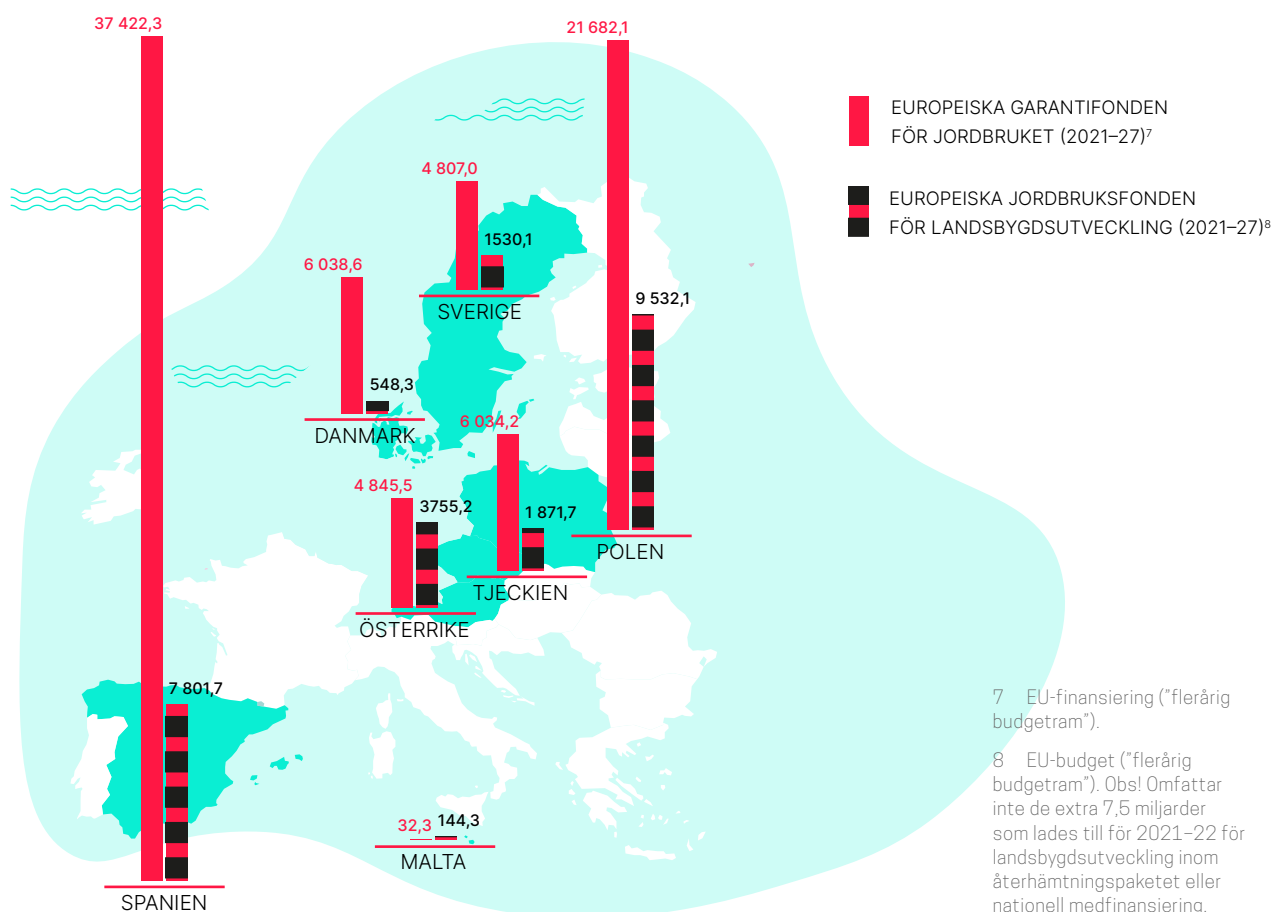 37 422,3
21 682,1
EUROPEISKA GARANTIFONDEN
FÖR JORDBRUKET (2021–27)⁷
EUROPEISKA JORDBRUKSFONDEN
FÖR LANDSBYGDSUTVECKLING (2021–27)⁸
4 807,0
1530,1
SVERIGE
6 038,6
548,3
DANMARK
9 532,1
POLEN
6 034,2
1 871,7
TJECKIEN
4 845,5
3755,2
ÖSTERRIKE
7 801,7
SPANIEN
32,3
144,3
MALTA
7 EU-finansiering (”flerårig
budgetram”).
8 EU-budget (”flerårig
budgetram”). Obs! Omfattar
inte de extra 7,5 miljarder
som lades till för 2021–22 för
landsbygdsutveckling inom
återhämtningspaketet eller
nationell medfinansiering.